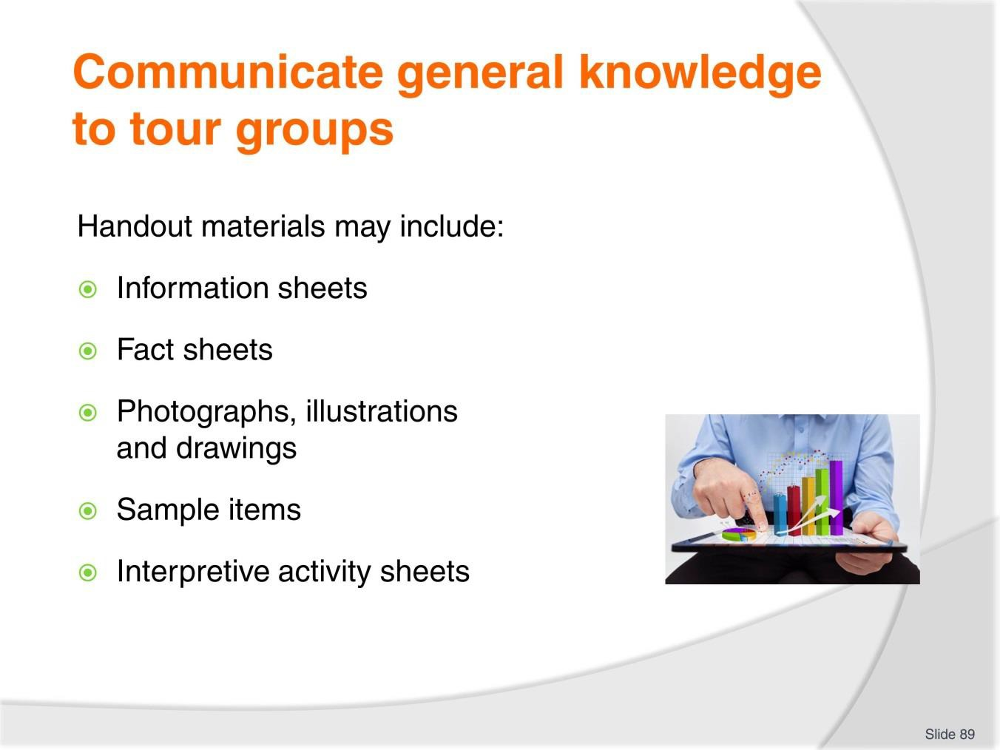 Communicate general knowledge
to tour groups
Handout materials may include:
Information sheets
Fact sheets
Photographs, illustrations
and drawings
Sample items
Interpretive activity sheets
Slide 89